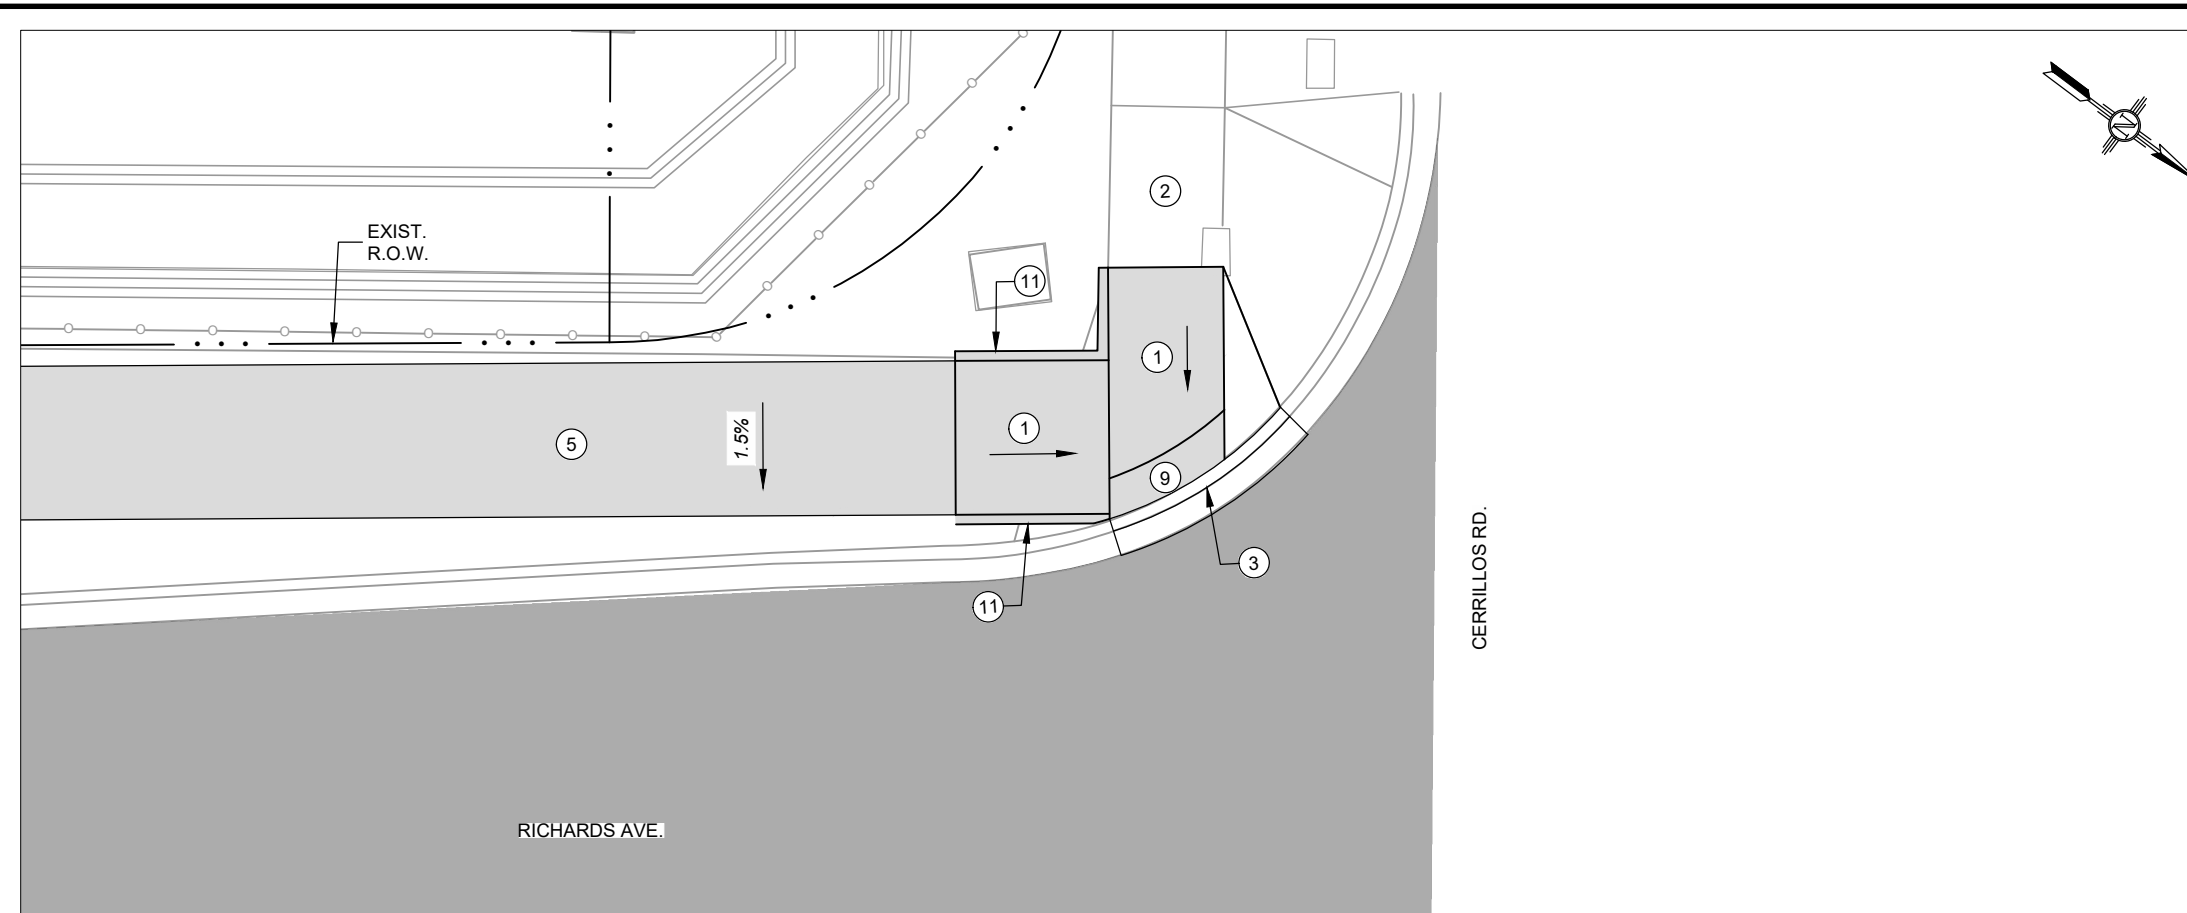 N
2
EXIST.
R.O.W.
11
1
1
1.5%
5
9
3
11
CERRILLOS RD.
RICHARDS AVE.